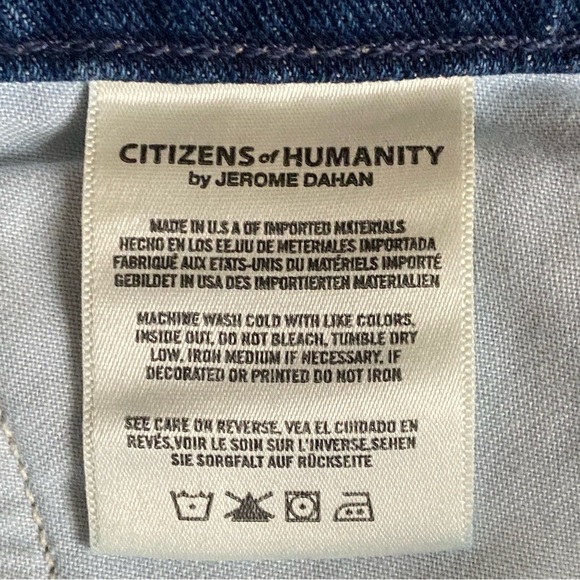 CITIZENS of HUMANITY
by JEROME DAHAN
MADE IN U.S.A OF IMPORTED MATERIALS
HECHO EN LOS EE.UU DE METERIALES IMPORTADA
FABRIQUÉ AUX ETATS-UNIS DU MATÉRIELS IMPORTÉ
GEBILDET IN USA DES IMPORTIERTEN MATERIALIEN
MACHINE WASH COLD WITH LIKE COLORS,
INSIDE OUT, DO NOT BLEACH, TUMBLE DRY
LOW, IRON MEDIUM IF NECESSARY. IF
DECORATED OR PRINTED DO NOT IRON
SEE CARE ON REVERSE, VEA EL CUIDADO EN
REVÉS,VOIR LE SOIN SUR L'INVERSE,SEHEN
SIE SORGFALT AUF RÜCKSEITE